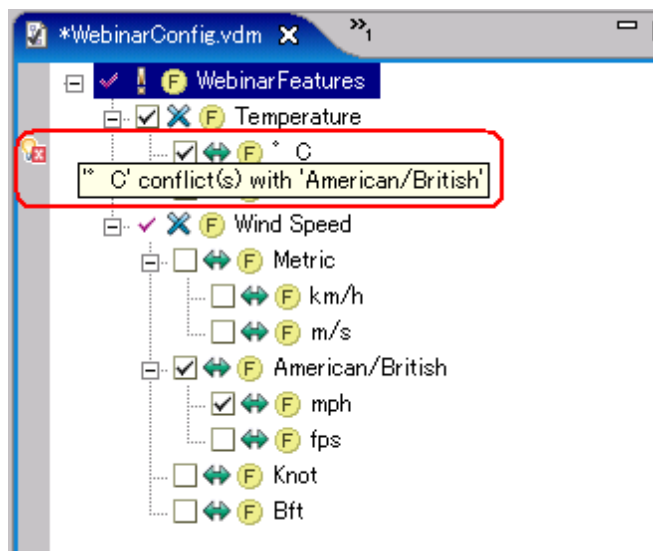 *WebinarConfig.vdm
»1
F WebinarFeatures
F Temperature
F ° C
'° C' conflict(s) with 'American/British'
F Wind Speed
F Metric
F km/h
F m/s
F American/British
F mph
F fps
F Knot
F Bft